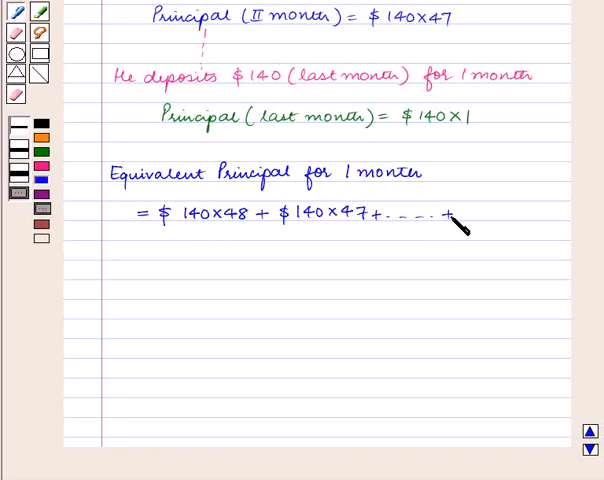 Principal (II month) = $ 140×47
He deposits $ 140 (last month) for 1 month
Principal (last month) = $ 140×1
Equivalent Principal for 1 month
= $ 140×48 + $ 140×47 + . _ _ . +